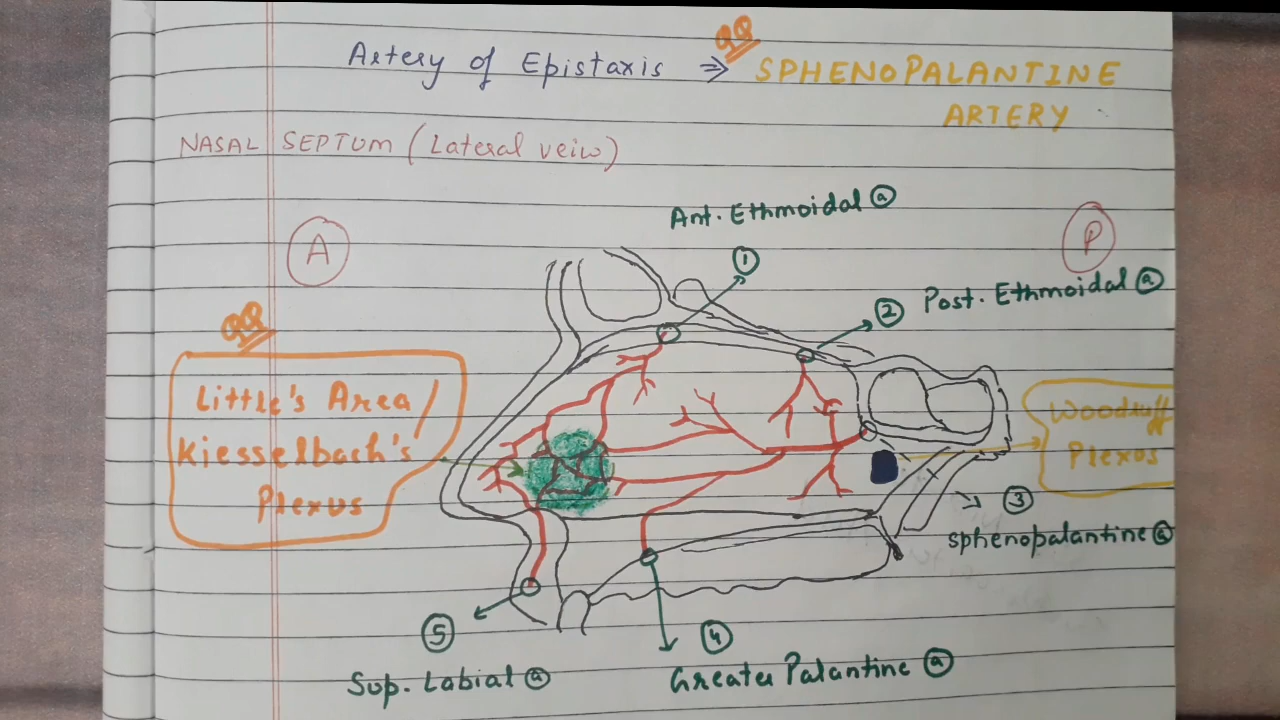 Artery of Epistaxis ⇒ SPHENOPALANTINE
ARTERY
NASAL SEPTUM (Lateral veiw)
Ant. Ethmoidal ⓐ
A
P
①
② Post. Ethmoidal ⓐ
Little's Area/
Kiesselbach's
Plexus
Woodruff
Plexus
③
sphenopalantine ⓐ
⑤
Sup. Labial ⓐ
④
Greater Palantine ⓐ